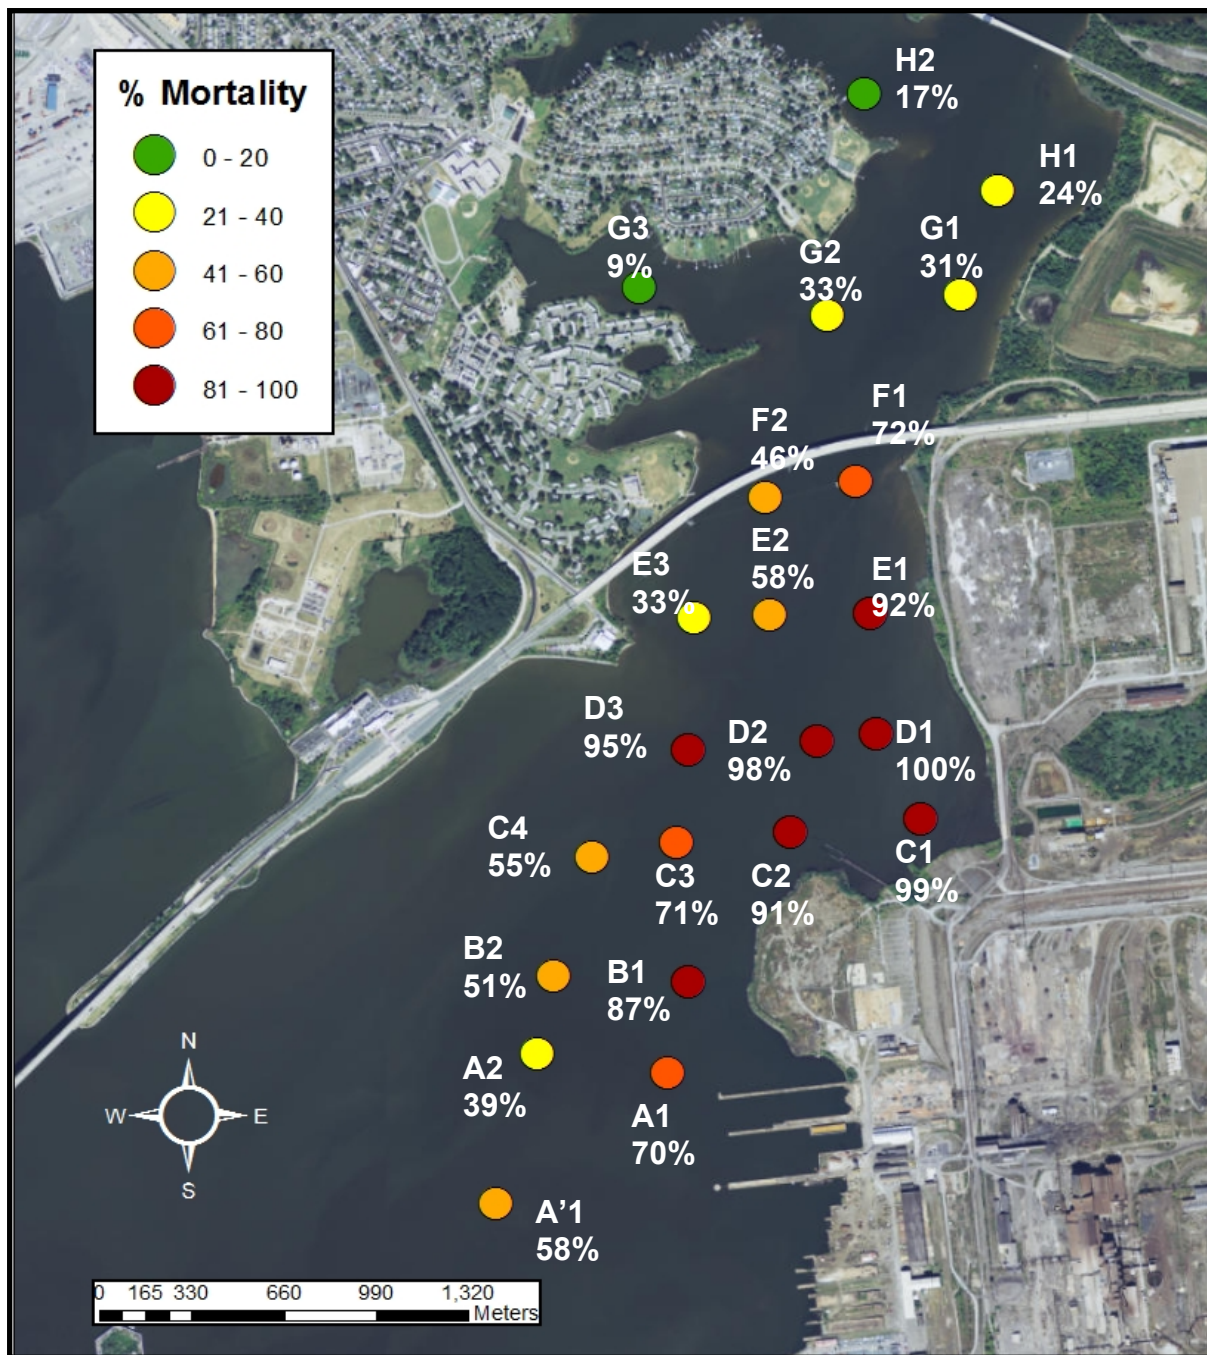 % Mortality
0 - 20
21 - 40
41 - 60
61 - 80
81 - 100
H2
17%
H1
24%
G3
9%
G2
33%
G1
31%
F2
46%
F1
72%
E3
33%
E2
58%
E1
92%
D3
95%
D2
98%
D1
100%
C4
55%
C3
71%
C2
91%
C1
99%
B2
51%
B1
87%
A2
39%
A1
70%
A’1
58%
N
W
E
S
0 165 330 660 990 1,320
Meters